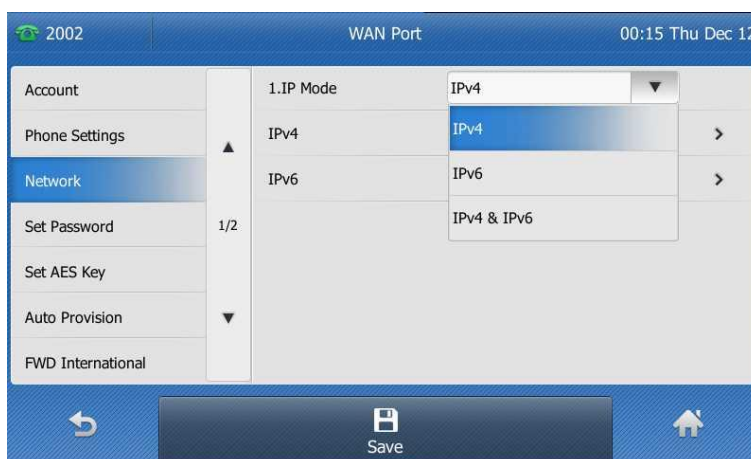 2002 WAN Port 00:15 Thu Dec 12
Account
Phone Settings
Network
Set Password
Set AES Key
Auto Provision
FWD International
1/2
1.IP Mode IPv4
IPv4 IPv4
IPv6 IPv6
IPv4 & IPv6
Save